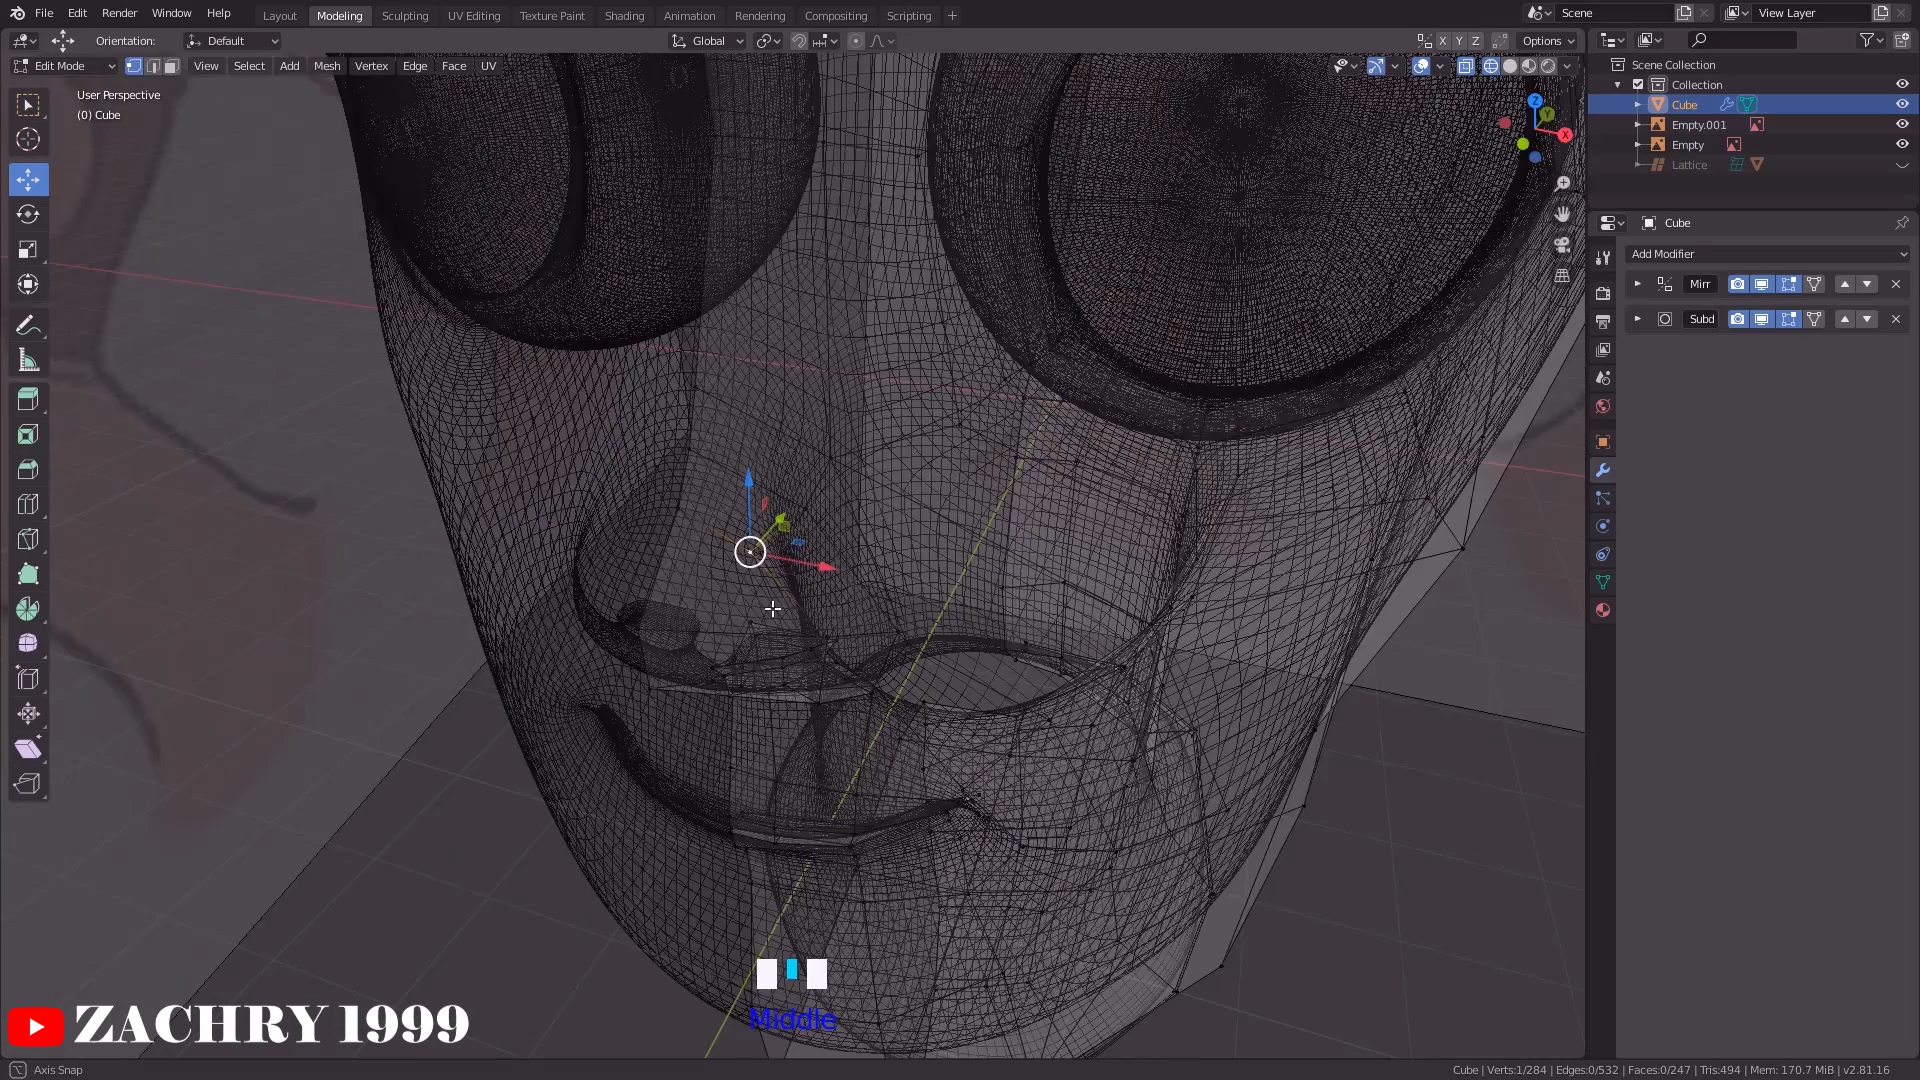 File Edit Render Window Help
Layout Modeling Sculpting UV Editing Texture Paint Shading Animation Rendering Compositing Scripting +
Scene
View Layer
Orientation: Default
Global
X Y Z
Options
Edit Mode
View Select Add Mesh Vertex Edge Face UV
User Perspective
(0) Cube
Z
Y
X
Scene Collection
Collection
Cube
Empty.001
Empty
Lattice
Cube
Add Modifier
Mirr
Subd
Middle
ZACHRY 1999
Axis Snap
Cube | Verts:1/284 | Edges:0/532 | Faces:0/247 | Tris:494 | Mem: 170.7 MiB | v2.81.16